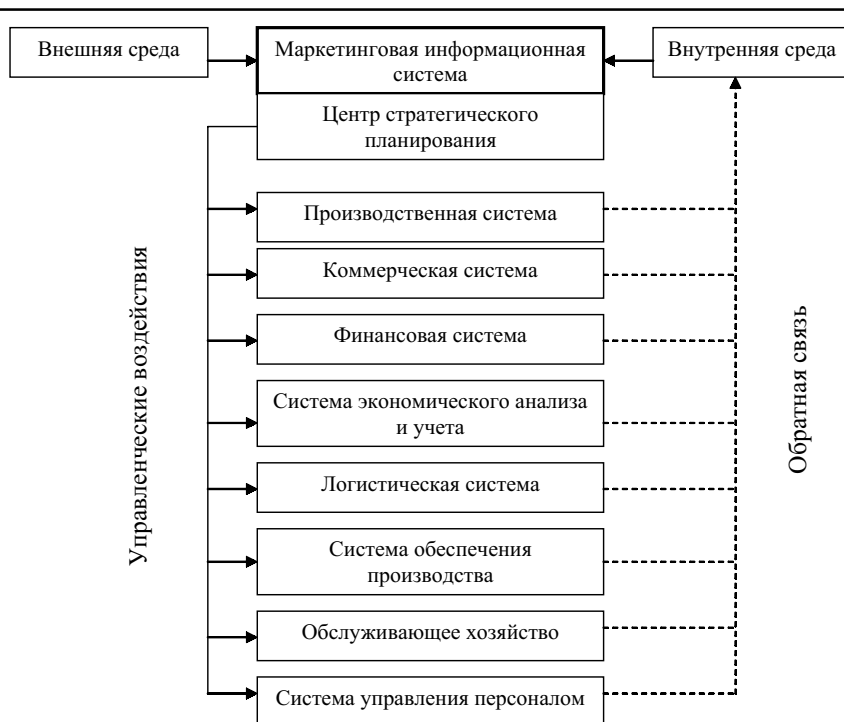 Внешняя среда
Маркетинговая информационная
система
Внутренняя среда
Центр стратегического
планирования
Производственная система
Коммерческая система
Финансовая система
Система экономического анализа
и учета
Логистическая система
Система обеспечения
производства
Обслуживающее хозяйство
Система управления персоналом
Управленческие воздействия
Обратная связь